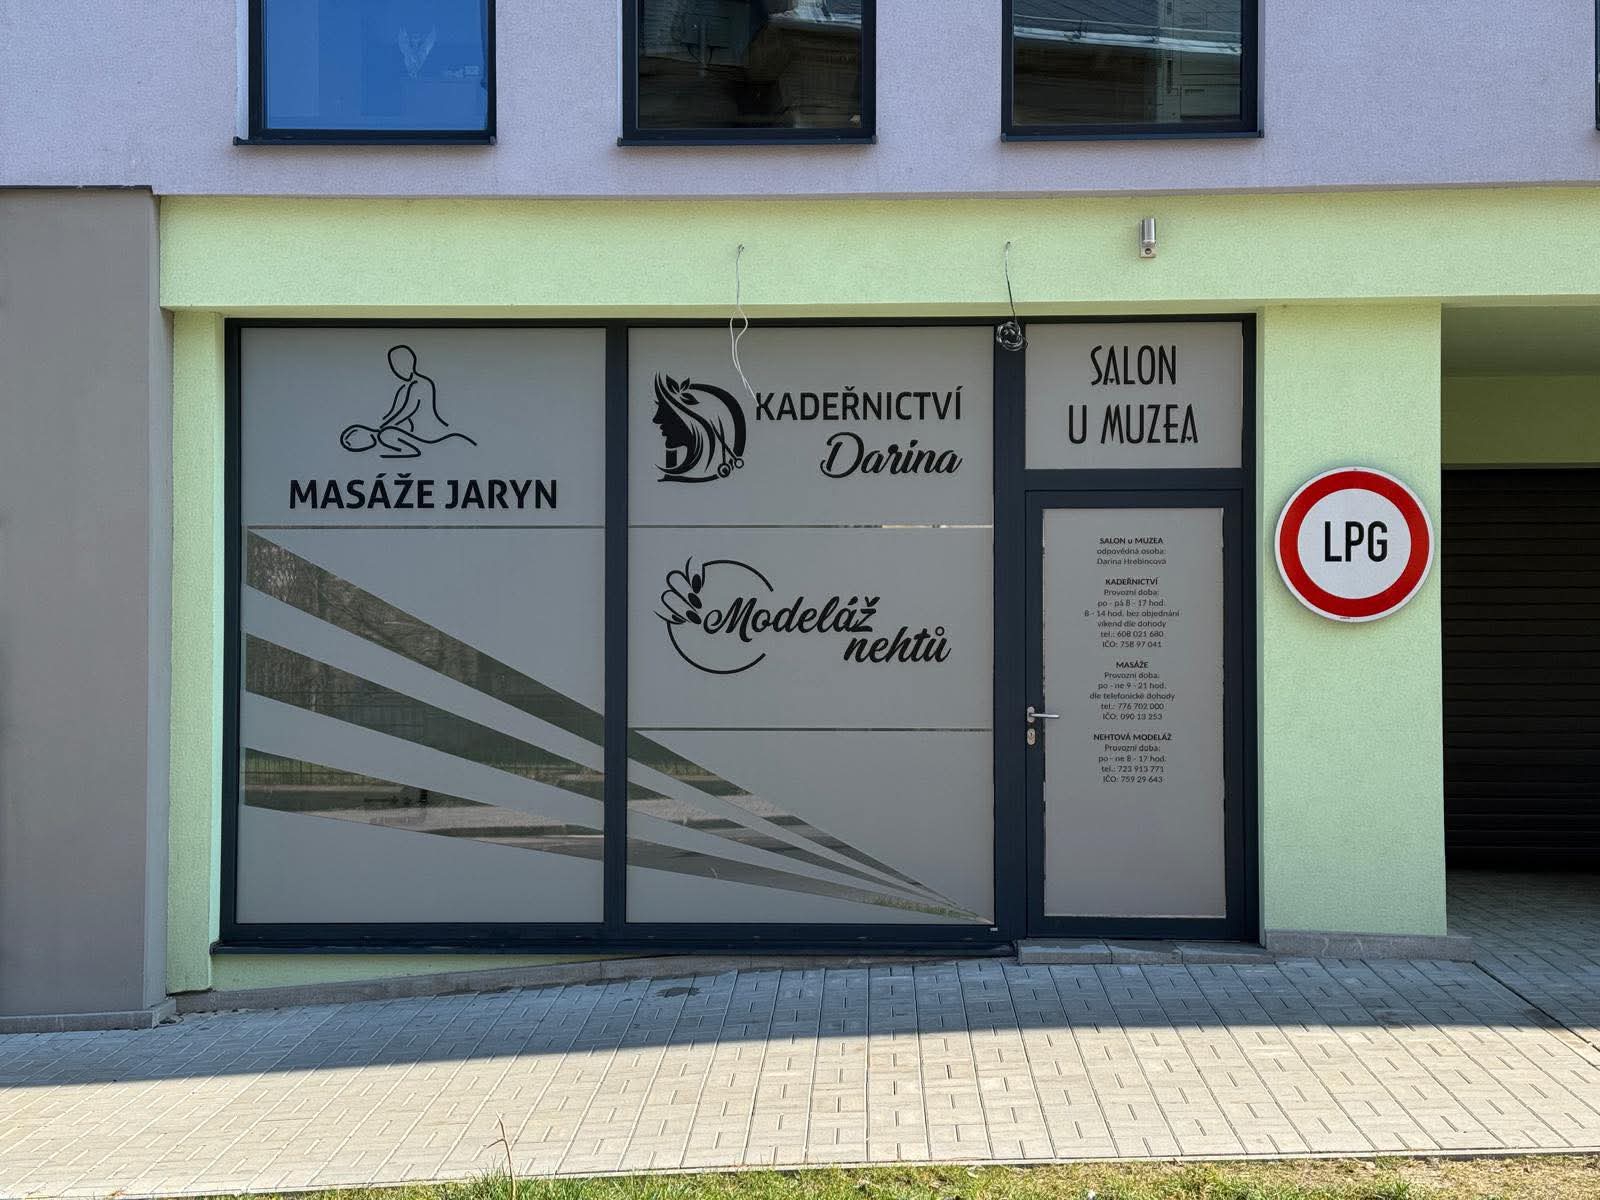 MASÁŽE JARYN
KADEŘNICTVÍ
Darina
Modeláž
nehtů
SALON
U MUZEA
SALON u MUZEA
odpovědná osoba:
Darina Hrebincová
KADEŘNICTVÍ
Provozní doba:
po - pá 8 - 17 hod.
8 - 14 hod. bez objednání
víkend dle dohody
tel.: 608 021 680
IČO: 758 97 041
MASÁŽE
Provozní doba:
po - ne 9 - 21 hod.
dle telefonické dohody
tel.: 776 702 000
IČO: 090 13 253
NEHTOVÁ MODELÁŽ
Provozní doba:
po - ne 8 - 17 hod.
tel.: 723 913 771
IČO: 759 29 643
LPG